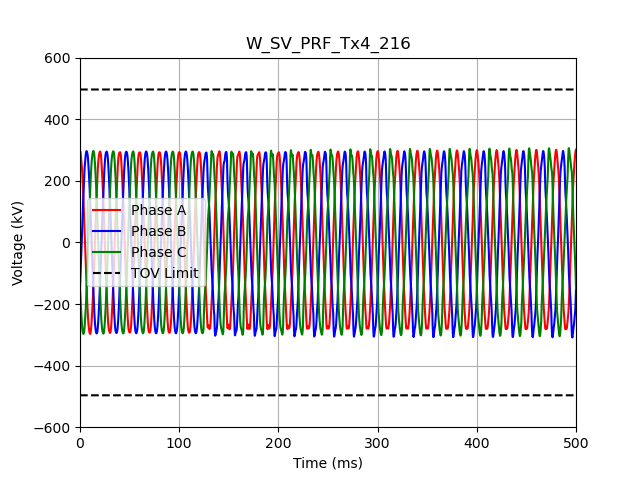 W_SV_PRF_Tx4_216
Voltage (kV)
600
400
200
0
−200
−400
−600
Phase A
Phase B
Phase C
TOV Limit
0 100 200 300 400 500
Time (ms)